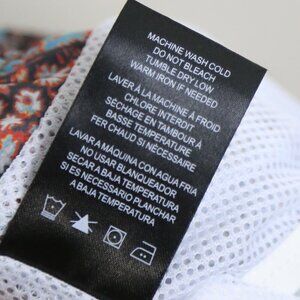 MACHINE WASH COLD
DO NOT BLEACH
TUMBLE DRY LOW
WARM IRON IF NEEDED
LAVER À LA MACHINE À FROID
CHLORE INTERDIT
SÉCHAGE EN TAMBOUR À
BASSE TEMPÉRATURE
FER CHAUD SI NÉCESSAIRE
LAVAR A MÁQUINA CON AGUA FRIA
NO USAR BLANQUEADOR
SECAR A BAJA TEMPERATURA
SI ES NECESSÁRIO PLANCHAR
A BAJA TEMPERATURA